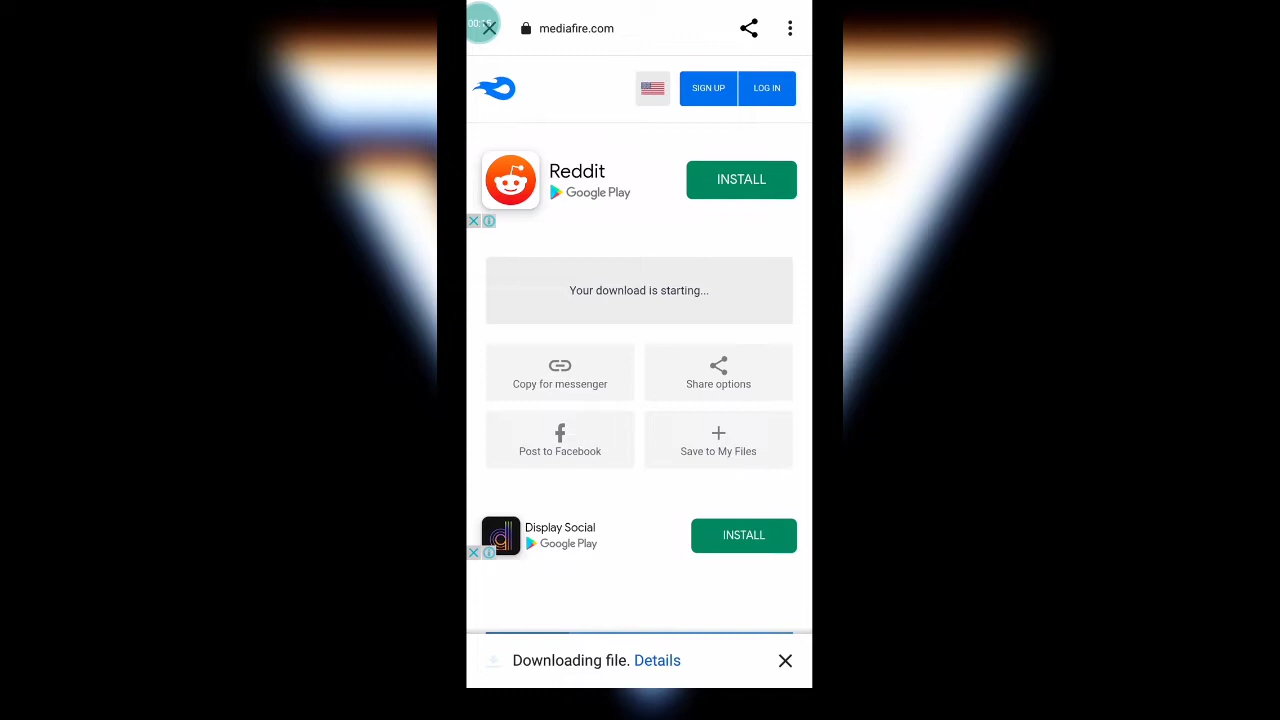 mediafire.com
SIGN UP
LOG IN
Reddit
Google Play
INSTALL
Your download is starting...
Copy for messenger
Share options
Post to Facebook
Save to My Files
Display Social
Google Play
INSTALL
Downloading file. Details